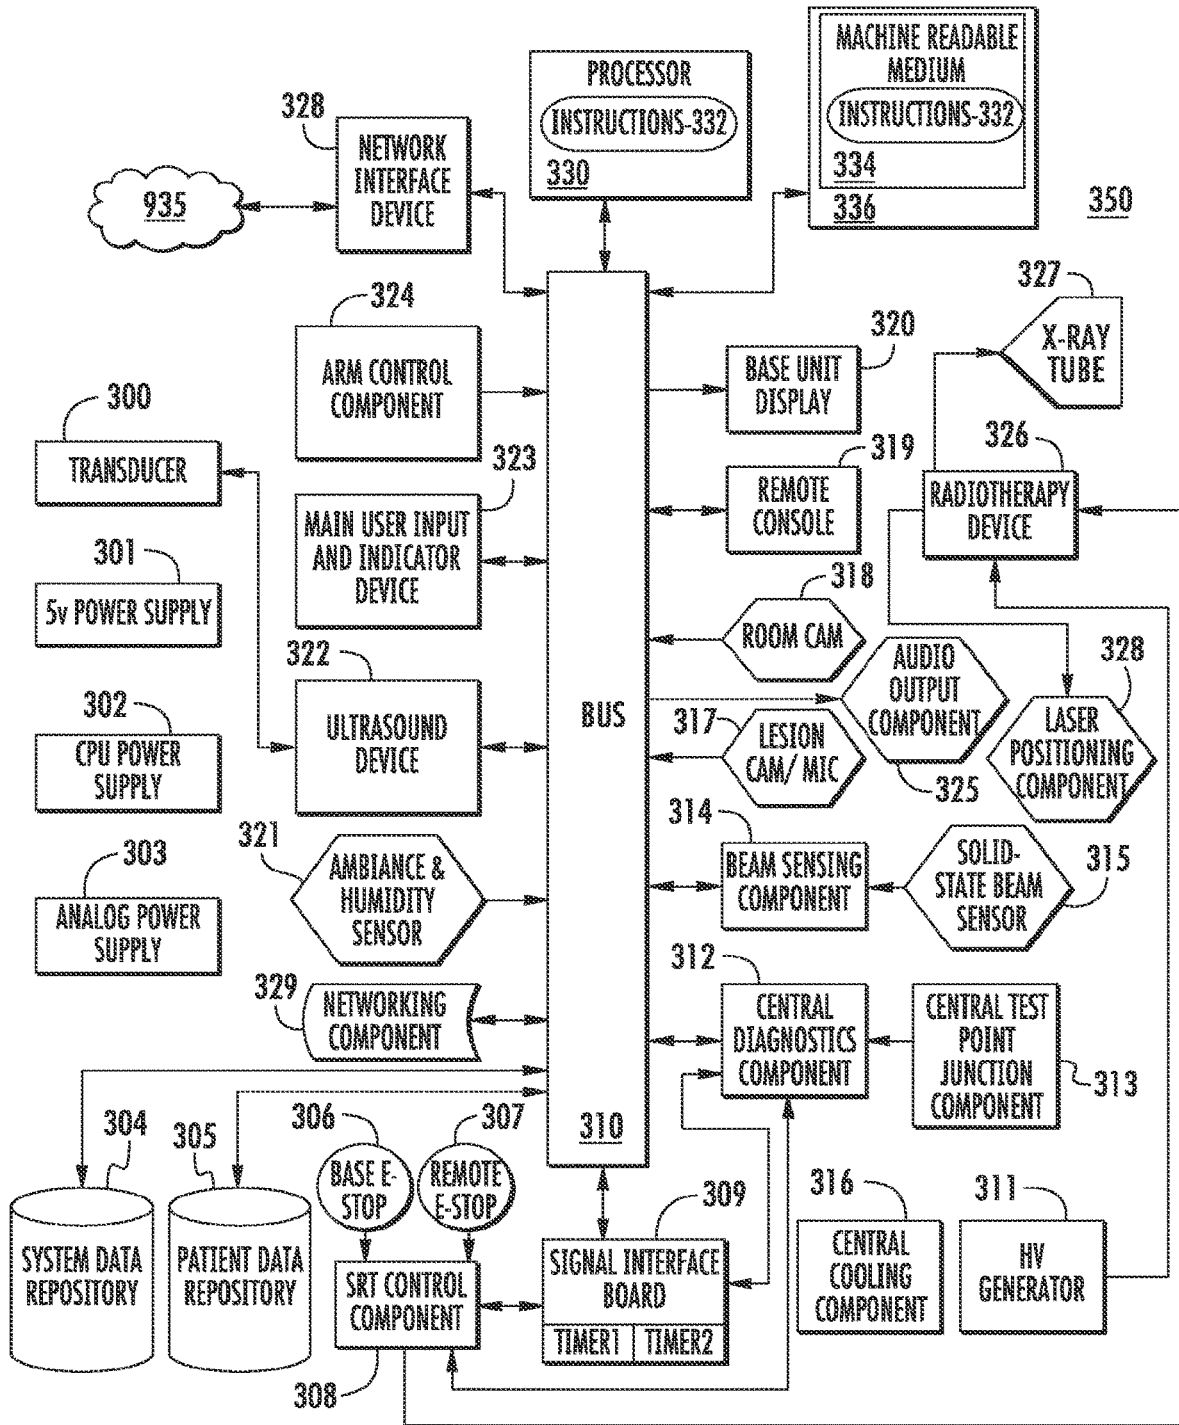 PROCESSOR
INSTRUCTIONS-332
330
MACHINE READABLE
MEDIUM
INSTRUCTIONS-332
334
336
350
328
NETWORK
INTERFACE
DEVICE
935
324
ARM CONTROL
COMPONENT
300
TRANSDUCER
323
MAIN USER INPUT
AND INDICATOR
DEVICE
301
5v POWER SUPPLY
322
ULTRASOUND
DEVICE
302
CPU POWER
SUPPLY
321
AMBIANCE &
HUMIDITY
SENSOR
303
ANALOG POWER
SUPPLY
329
NETWORKING
COMPONENT
BUS
310
320
BASE UNIT
DISPLAY
327
X-RAY
TUBE
319
REMOTE
CONSOLE
326
RADIOTHERAPY
DEVICE
318
ROOM CAM
AUDIO
OUTPUT
COMPONENT
325
328
LASER
POSITIONING
COMPONENT
317
LESION
CAM/ MIC
314
BEAM SENSING
COMPONENT
SOLID-
STATE BEAM
SENSOR
315
312
CENTRAL
DIAGNOSTICS
COMPONENT
CENTRAL TEST
POINT
JUNCTION
COMPONENT
313
304
SYSTEM DATA
REPOSITORY
305
PATIENT DATA
REPOSITORY
306
BASE E-
STOP
307
REMOTE
E-STOP
SRT CONTROL
COMPONENT
308
309
SIGNAL INTERFACE
BOARD
TIMER1
TIMER2
316
CENTRAL
COOLING
COMPONENT
311
HV
GENERATOR